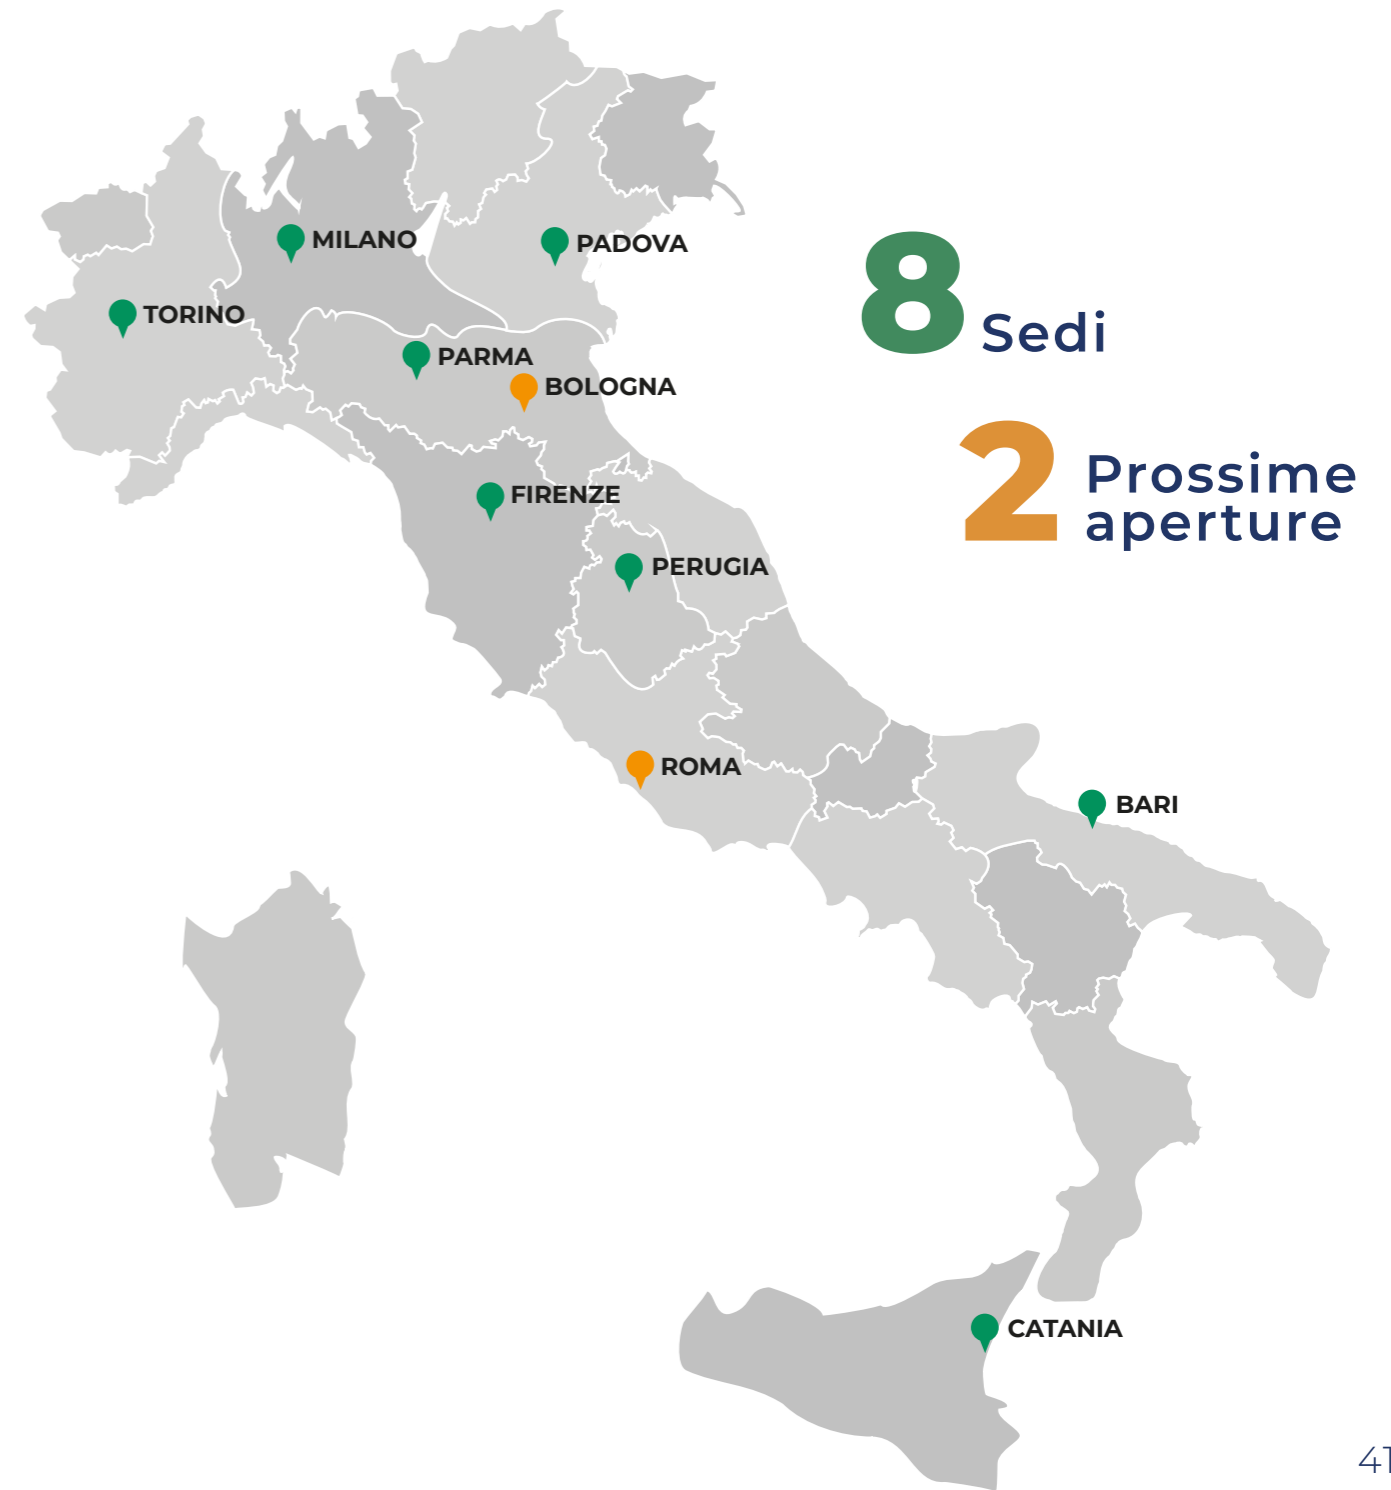 MILANO
PADOVA
TORINO
PARMA
BOLOGNA
FIRENZE
PERUGIA
ROMA
BARI
CATANIA
8 Sedi
2 Prossime
aperture
41